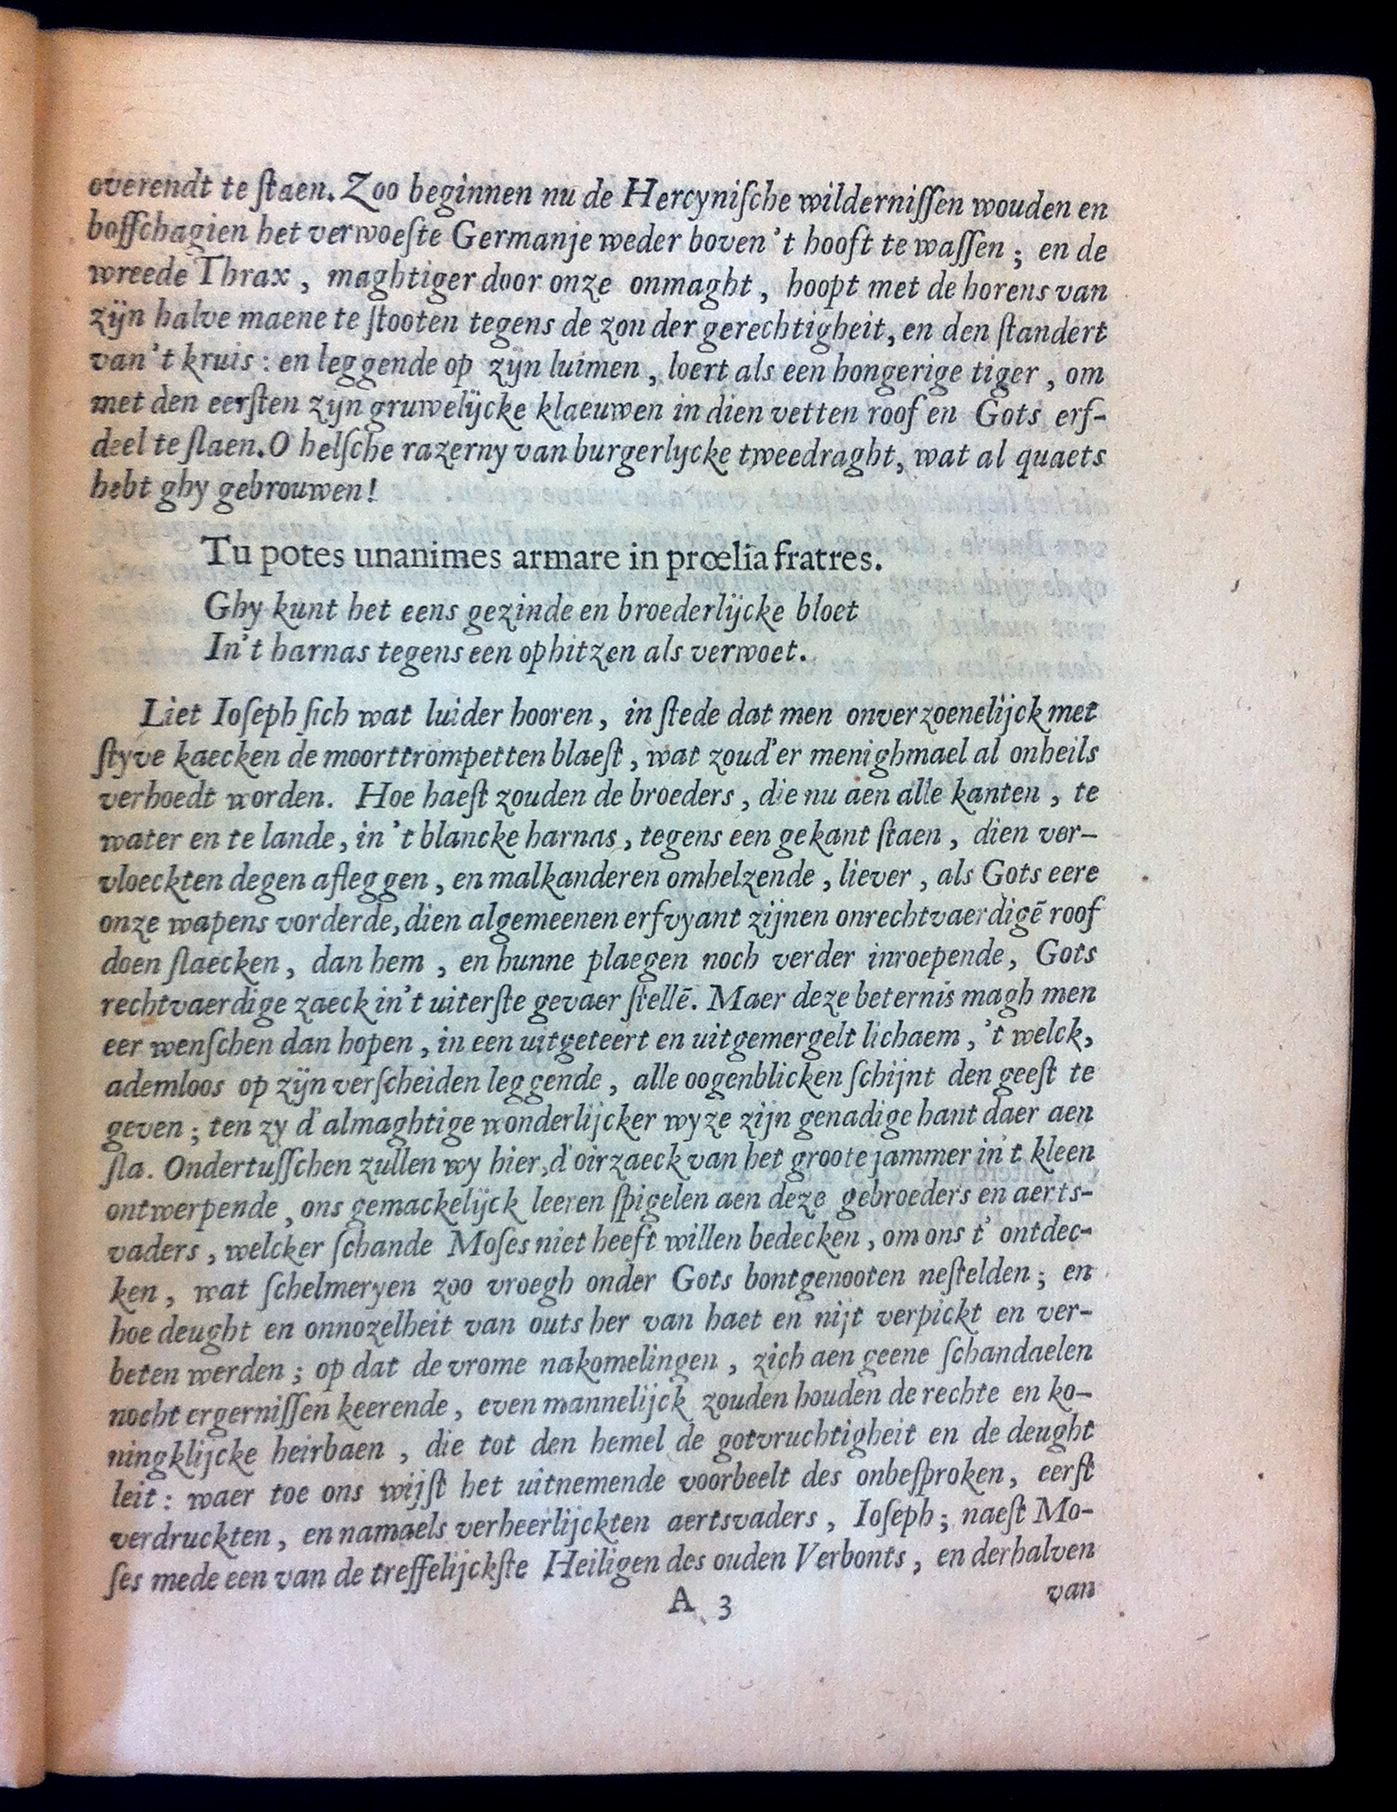 overendt te ſtaen. Zoo beginnen nu de Hercyniſche wilderniſſen wouden en
boſſchagien het verwoeſte Germanje weder boven 't hooft te waſſen; en de
wreede Thrax, maghtiger door onze onmaght, hoopt met de horens van
zijn halve maene te ſtooten tegens de zon der gerechtigheit, en den ſtandert
van 't kruis: en leggende op zijn luimen, loert als een hongerige tiger, om
met den eerſten zijn gruwelijcke klaeuwen in dien vetten roof en Gots erf-
deel te ſlaen. O helſche razerny van burgerlycke tweedraght, wat al quaets
hebt ghy gebrouwen!
Tu potes unanimes armare in prœlia fratres.
Ghy kunt het eens gezinde en broederlijcke bloet
In't harnas tegens een ophitzen als verwoet.
Liet Ioſeph ſich wat luider hooren, in ſtede dat men onverzoenelijck met
ſtyve kaecken de moorttrompetten blaeſt, wat zoud'er menighmael al onheils
verhoedt worden. Hoe haeſt zouden de broeders, die nu aen alle kanten, te
water en te lande, in 't blancke harnas, tegens een gekant ſtaen, dien ver-
vloeckten degen afleggen, en malkanderen omhelzende, liever, als Gots eere
onze wapens vorderde, dien algemeenen erfvyant zijnen onrechtvaerdigē roof
doen ſlaecken, dan hem, en hunne plaegen noch verder inroepende, Gots
rechtvaerdige zaeck in't uiterſte gevaer ſtellē. Maer deze beternis magh men
eer wenſchen dan hopen, in een uitgeteert en uitgemergelt lichaem, 't welck,
ademloos op zijn verſcheiden leggende, alle oogenblicken ſchijnt den geeſt te
geven; ten zy d'almaghtige wonderlijcker wyze zijn genadige hant daer aen
ſla. Ondertuſſchen zullen wy hier, d'oirzaeck van het groote jammer in't kleen
ontwerpende, ons gemackelijck leeren ſpigelen aen deze gebroeders en aerts-
vaders, welcker ſchande Moſes niet heeft willen bedecken, om ons t' ontdec-
ken, wat ſchelmeryen zoo vroegh onder Gots bontgenooten neſtelden; en
hoe deught en onnozelheit van outs her van haet en nijt verpickt en ver-
beten werden; op dat de vrome nakomelingen, zich aen geene ſchandaelen
nocht ergerniſſen keerende, even mannelijck zouden houden de rechte en ko-
ningklijcke heirbaen, die tot den hemel de gotvruchtigheit en de deught
leit: waer toe ons wijſt het uitnemende voorbeelt des onbeſproken, eerſt
verdruckten, en namaels verheerlijckten aertsvaders, Ioſeph; naeſt Mo-
ſes mede een van de treffelijckſte Heiligen des ouden Verbonts, en derhalven
A 3
van